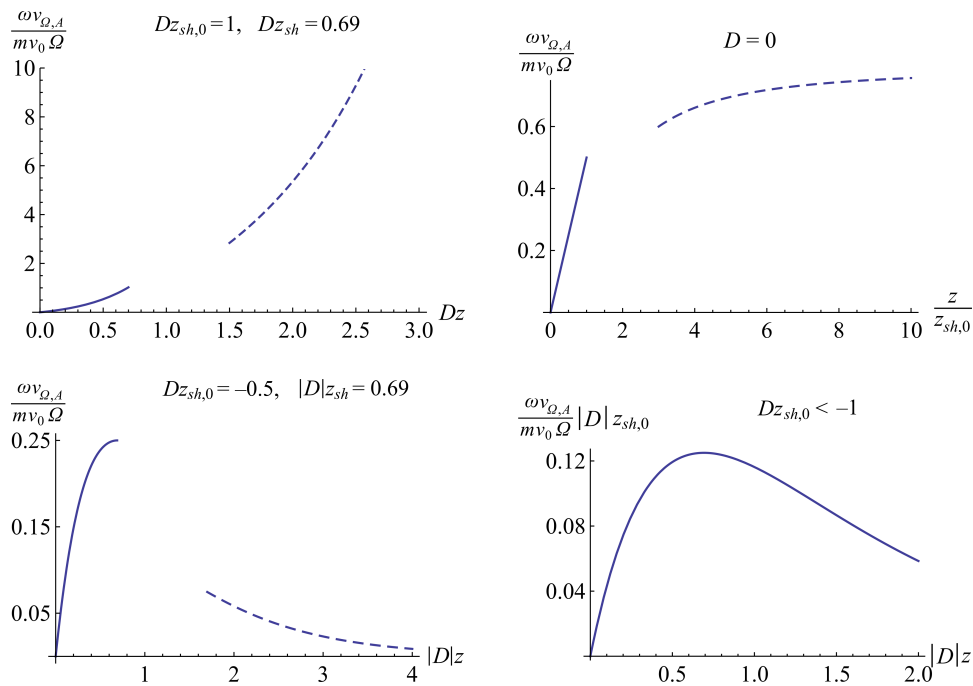 ωv_{Ω,A}
mv₀ Ω
Dz_{sh,0} = 1, Dz_{sh} = 0.69
10
8
6
4
2
0.0 0.5 1.0 1.5 2.0 2.5 3.0
Dz
ωv_{Ω,A}
mv₀ Ω
D = 0
0.6
0.4
0.2
0 2 4 6 8 10
z
z_{sh,0}
ωv_{Ω,A}
mv₀ Ω
Dz_{sh,0} = –0.5, |D|z_{sh} = 0.69
0.25
0.15
0.05
1 2 3 4
|D|z
ωv_{Ω,A}
mv₀ Ω
|D| z_{sh,0}
Dz_{sh,0} < –1
0.12
0.08
0.04
0.5 1.0 1.5 2.0
|D|z